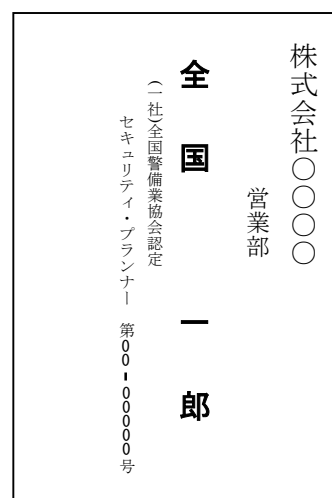 株式会社○○○○
営業部
全国　一郎
(一社)全国警備業協会認定
セキュリティ・プランナー　第00-00000号